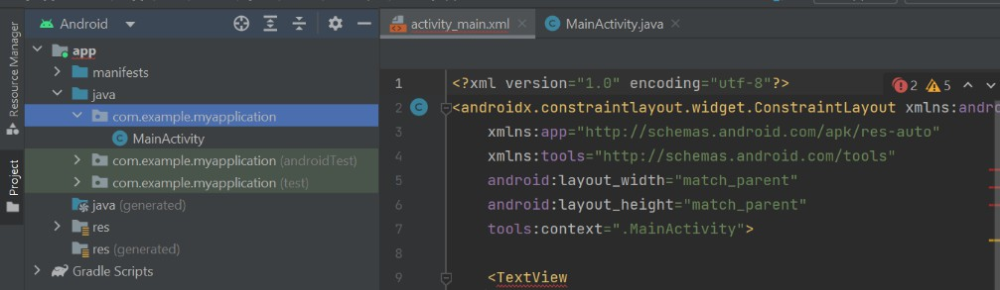 Android
activity_main.xml
MainActivity.java
Resource Manager
Project
app
manifests
java
com.example.myapplication
MainActivity
com.example.myapplication (androidTest)
com.example.myapplication (test)
java (generated)
res
res (generated)
Gradle Scripts
2 5
1 <?xml version="1.0" encoding="utf-8"?>
2 <androidx.constraintlayout.widget.ConstraintLayout xmlns:andro
3 xmlns:app="http://schemas.android.com/apk/res-auto"
4 xmlns:tools="http://schemas.android.com/tools"
5 android:layout_width="match_parent"
6 android:layout_height="match_parent"
7 tools:context=".MainActivity">
8
9 <TextView